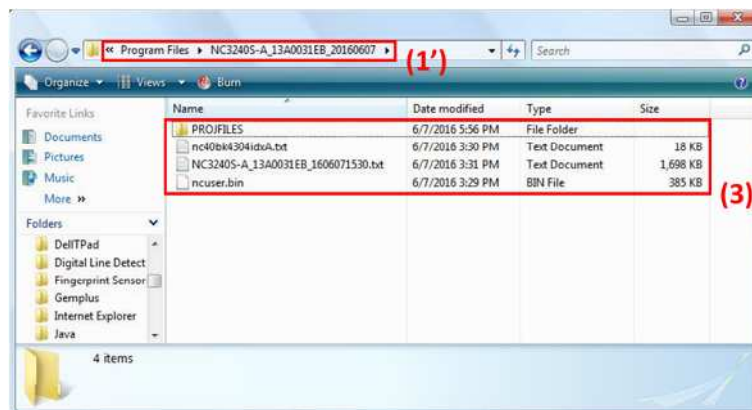 « Program Files ▸ NC3240S-A_13A0031EB_20160607 ▸
Search
(1')
Organize Views Burn
Favorite Links
Documents
Pictures
Music
More »
Folders
DellTPad
Digital Line Detect
Fingerprint Sensor
Gemplus
Internet Explorer
Java
Name Date modified Type Size
PROJFILES 6/7/2016 5:56 PM File Folder
nc40bk4304idxA.txt 6/7/2016 3:30 PM Text Document 18 KB
NC3240S-A_13A0031EB_1606071530.txt 6/7/2016 3:31 PM Text Document 1,698 KB
ncuser.bin 6/7/2016 3:29 PM BIN File 385 KB
(3)
4 items